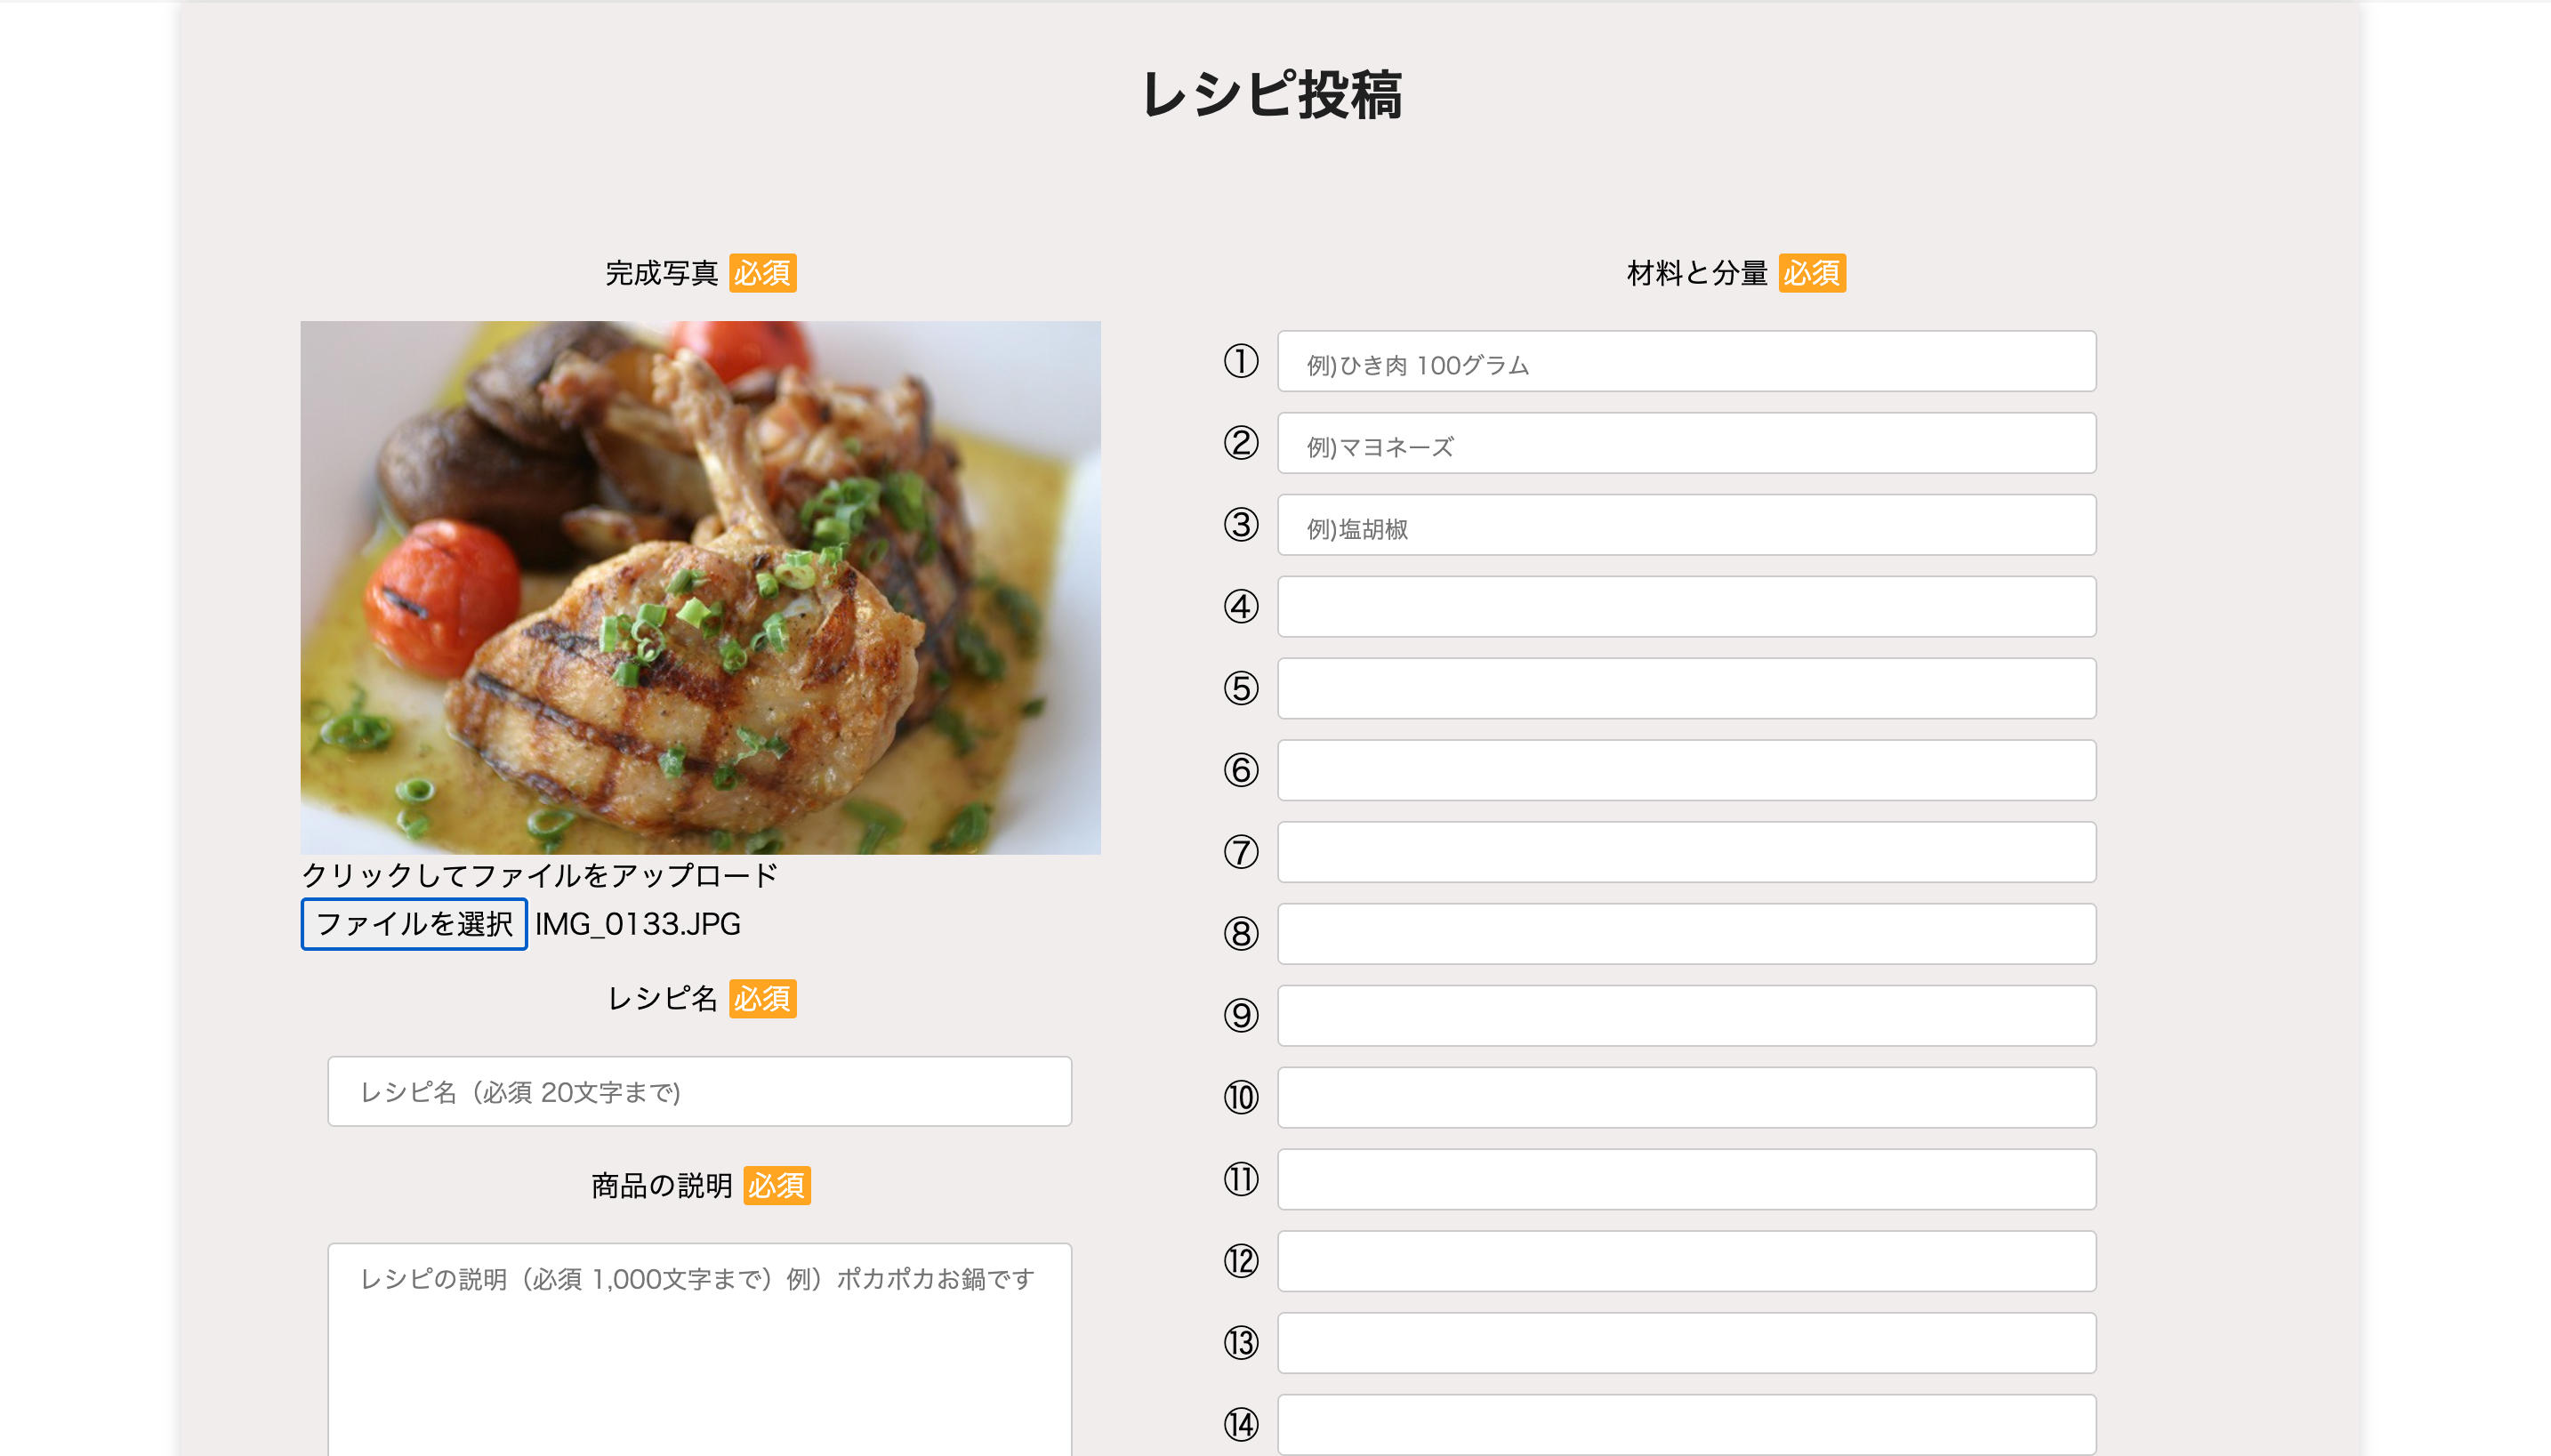 レシピ投稿
完成写真 必須
クリックしてファイルをアップロード
ファイルを選択 IMG_0133.JPG
レシピ名 必須
レシピ名（必須 20文字まで)
商品の説明 必須
レシピの説明（必須 1,000文字まで）例）ポカポカお鍋です
材料と分量 必須
① 例)ひき肉 100グラム
② 例)マヨネーズ
③ 例)塩胡椒
④
⑤
⑥
⑦
⑧
⑨
⑩
⑪
⑫
⑬
⑭